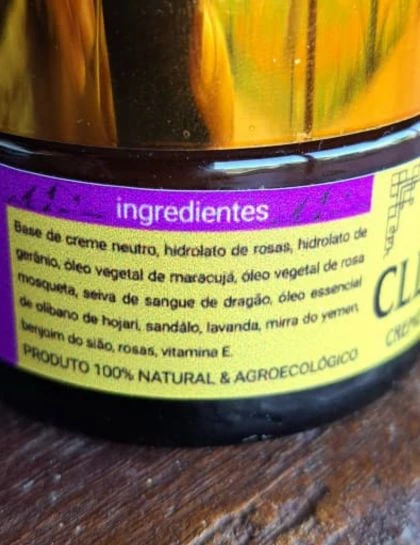 ingredientes
Base de creme neutro, hidrolato de rosas, hidrolato de
gerânio, óleo vegetal de maracujá, óleo vegetal de rosa
mosqueta, seiva de sangue de dragão, óleo essencial
de olíbano de hojari, sandálo, lavanda, mirra do yemen,
benjoim do sião, rosas, vitamina E.
PRODUTO 100% NATURAL & AGROECOLÓGICO